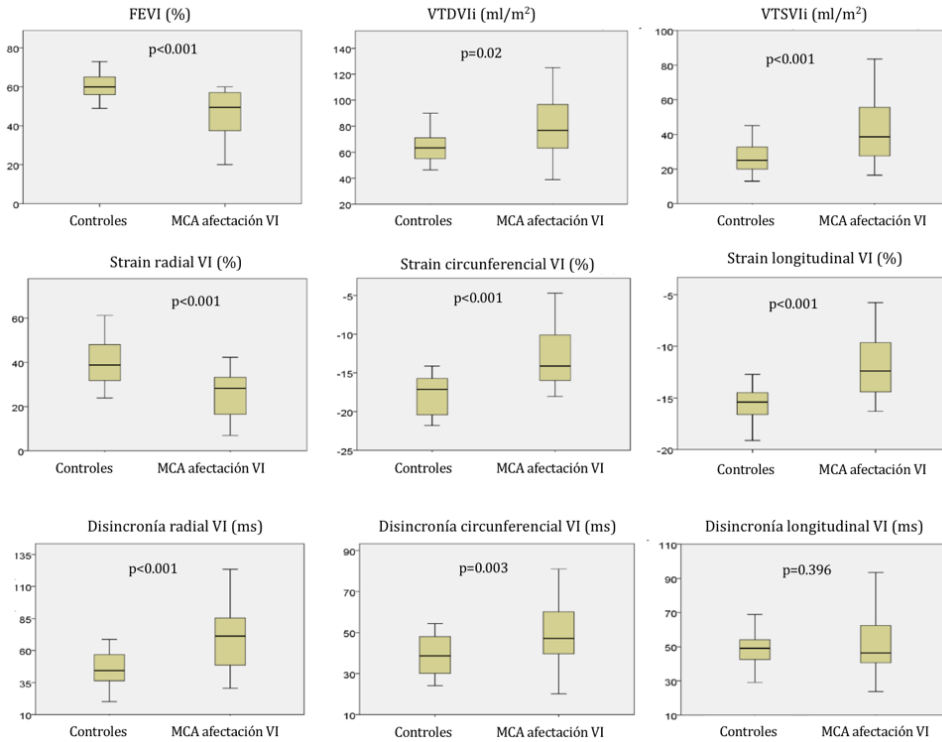 FEVI (%)
VTDVIi (ml/m²)
VTSVIi (ml/m²)
80
60
40
20
0
p<0.001
Controles
MCA afectación VI
140
120
100
80
60
40
20
p=0.02
Controles
MCA afectación VI
100
80
60
40
20
0
p<0.001
Controles
MCA afectación VI
Strain radial VI (%)
Strain circunferencial VI (%)
Strain longitudinal VI (%)
60
40
20
0
p<0.001
Controles
MCA afectación VI
-5
-10
-15
-20
-25
p<0.001
Controles
MCA afectación VI
-5
-10
-15
-20
p<0.001
Controles
MCA afectación VI
Disincronía radial VI (ms)
Disincronía circunferencial VI (ms)
Disincronía longitudinal VI (ms)
135
110
85
60
35
10
p<0.001
Controles
MCA afectación VI
90
70
50
30
10
p=0.003
Controles
MCA afectación VI
110
90
70
50
30
10
p=0.396
Controles
MCA afectación VI